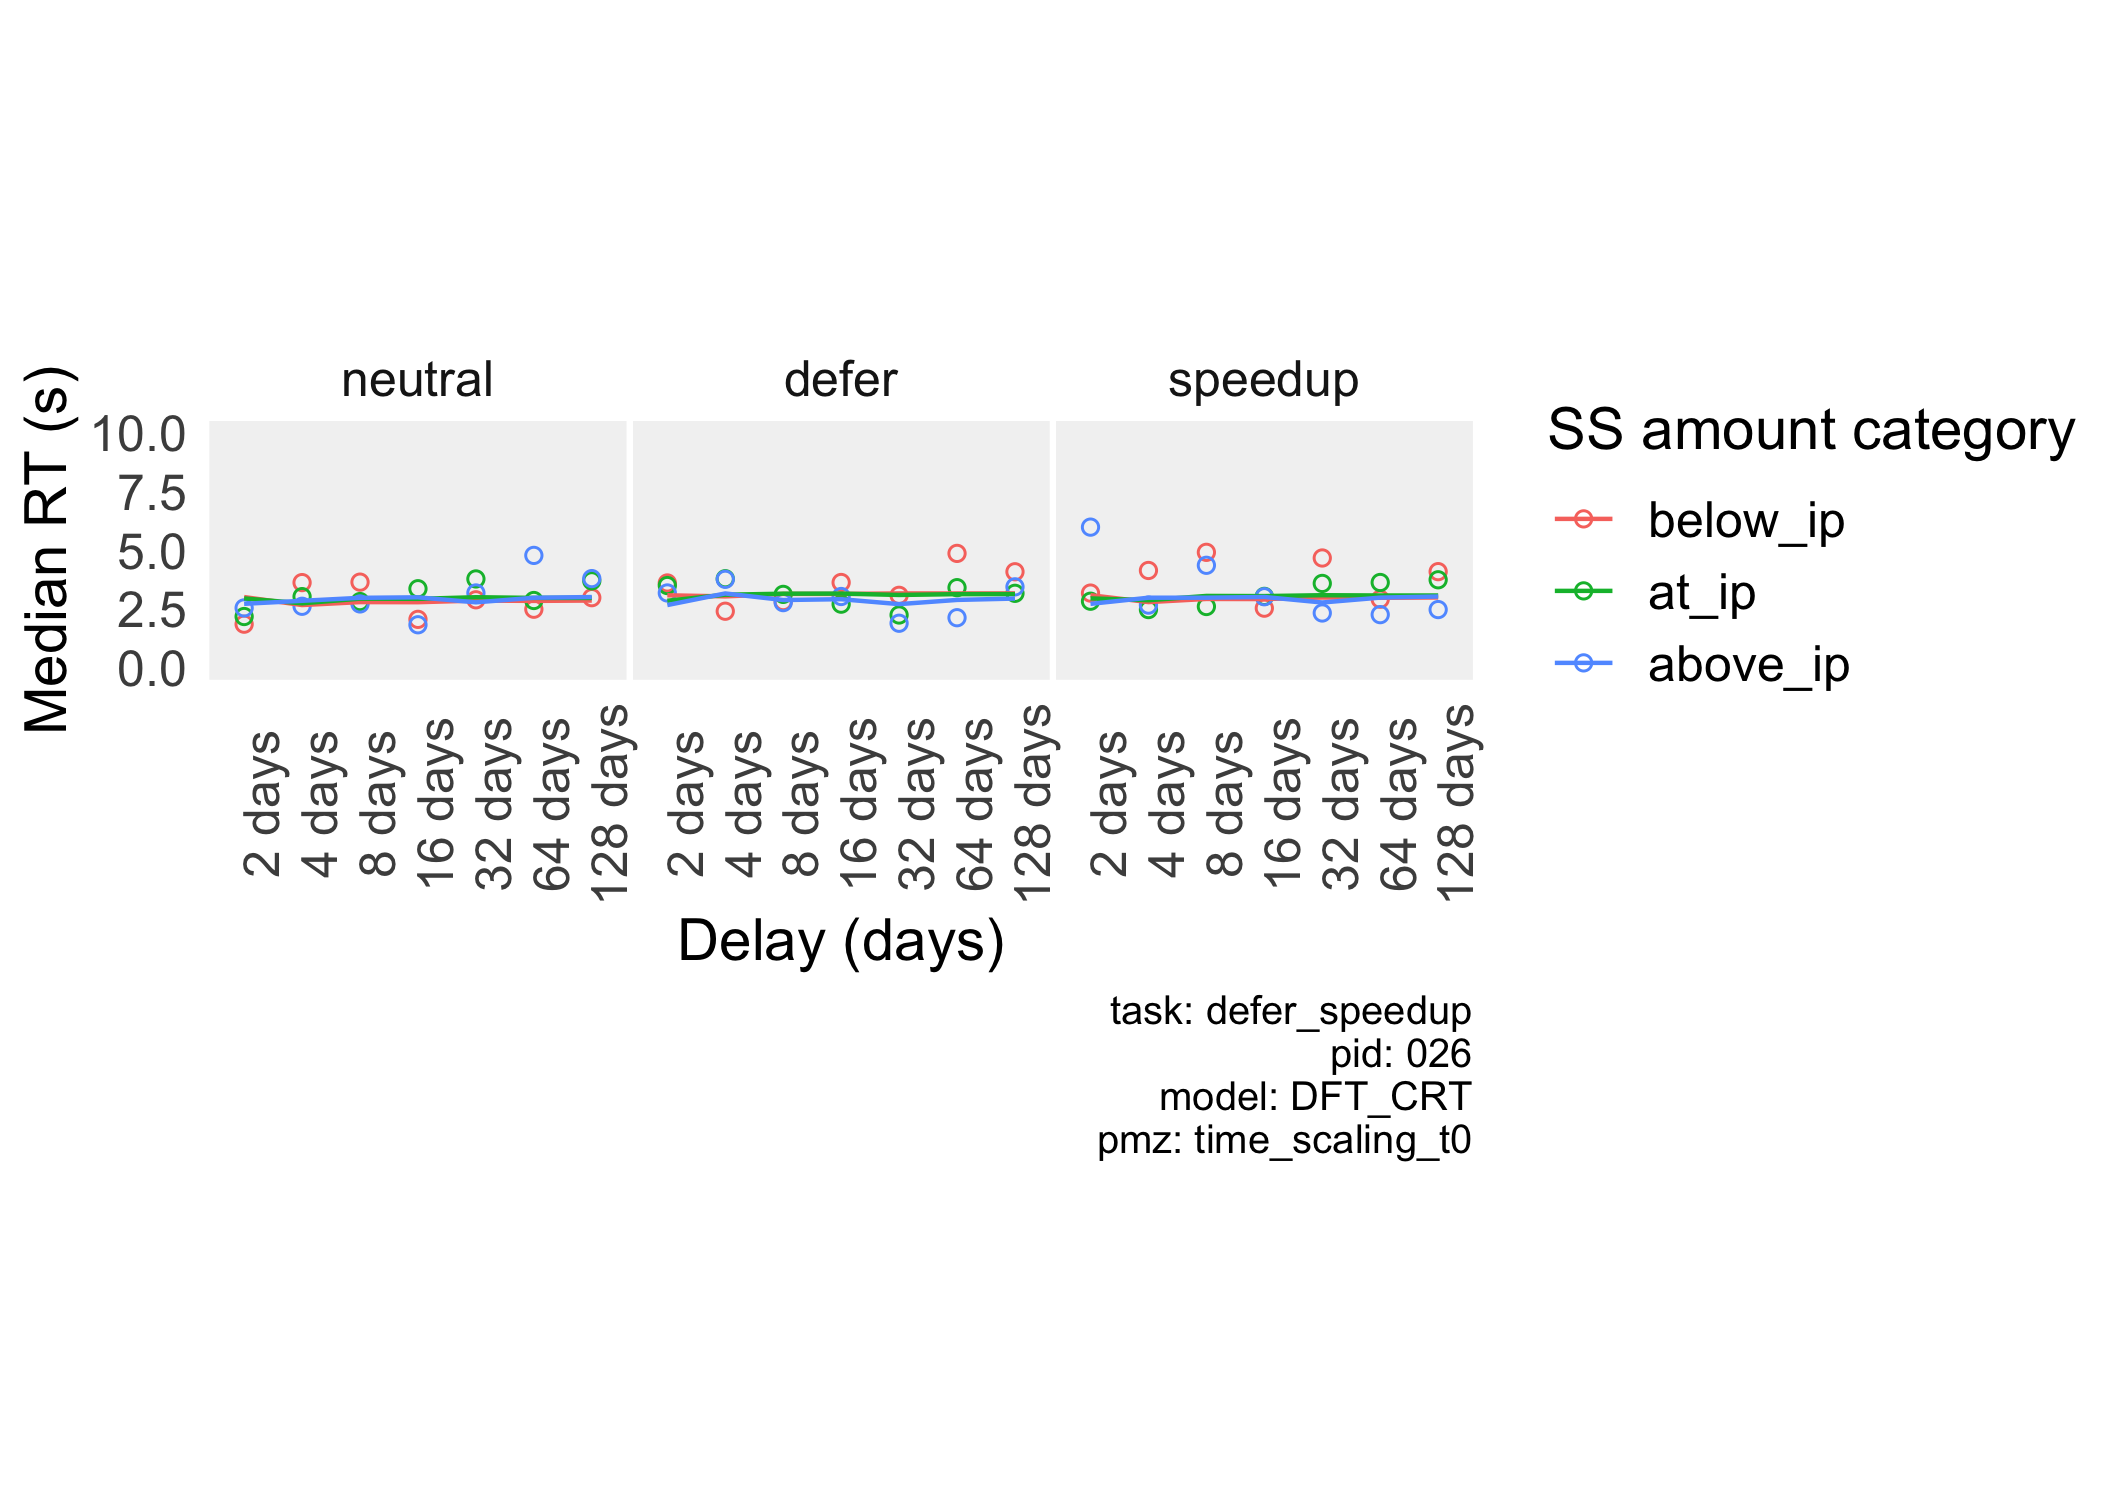 neutral
defer
speedup
Median RT (s)
10.0
7.5
5.0
2.5
0.0
2 days
4 days
8 days
16 days
32 days
64 days
128 days
2 days
4 days
8 days
16 days
32 days
64 days
128 days
2 days
4 days
8 days
16 days
32 days
64 days
128 days
Delay (days)
SS amount category
below_ip
at_ip
above_ip
task: defer_speedup
pid: 026
model: DFT_CRT
pmz: time_scaling_t0